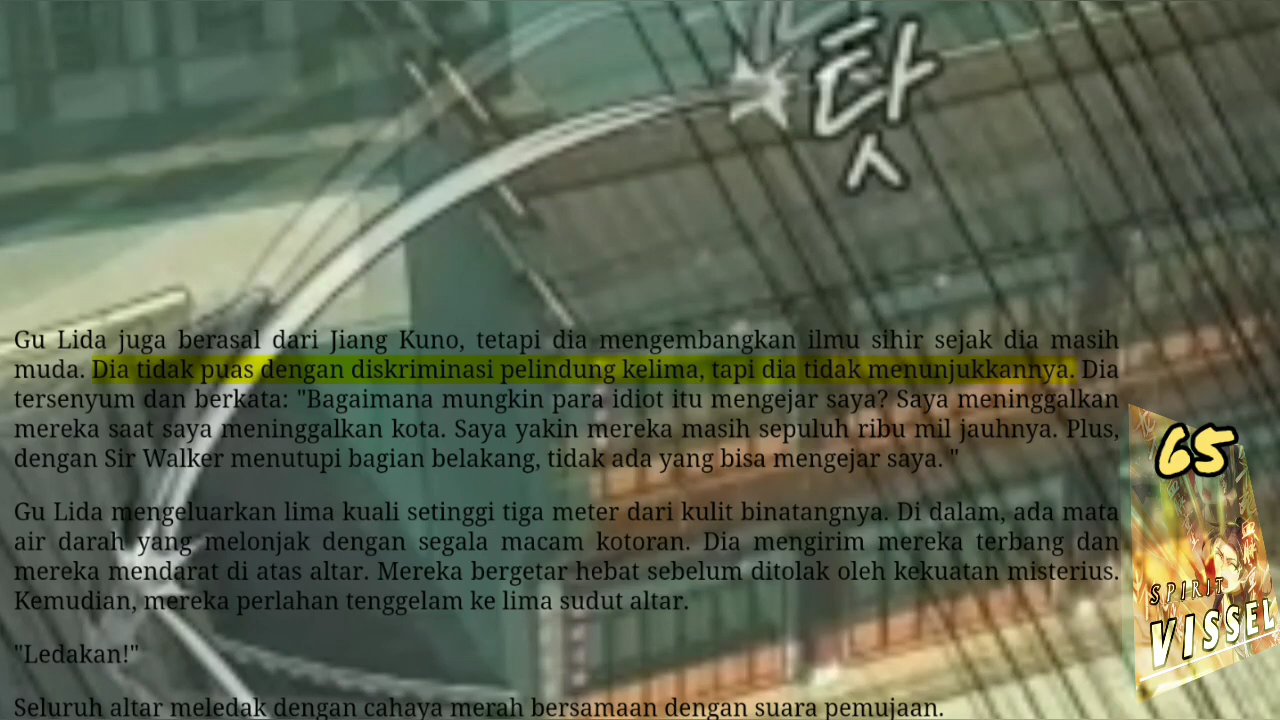 탓
Gu Lida juga berasal dari Jiang Kuno, tetapi dia mengembangkan ilmu sihir sejak dia masih
muda. Dia tidak puas dengan diskriminasi pelindung kelima, tapi dia tidak menunjukkannya. Dia
tersenyum dan berkata: "Bagaimana mungkin para idiot itu mengejar saya? Saya meninggalkan
mereka saat saya meninggalkan kota. Saya yakin mereka masih sepuluh ribu mil jauhnya. Plus,
dengan Sir Walker menutupi bagian belakang, tidak ada yang bisa mengejar saya. "
Gu Lida mengeluarkan lima kuali setinggi tiga meter dari kulit binatangnya. Di dalam, ada mata
air darah yang melonjak dengan segala macam kotoran. Dia mengirim mereka terbang dan
mereka mendarat di atas altar. Mereka bergetar hebat sebelum ditolak oleh kekuatan misterius.
Kemudian, mereka perlahan tenggelam ke lima sudut altar.
"Ledakan!"
Seluruh altar meledak dengan cahaya merah bersamaan dengan suara pemujaan.
65
SPIRIT
VISSEL